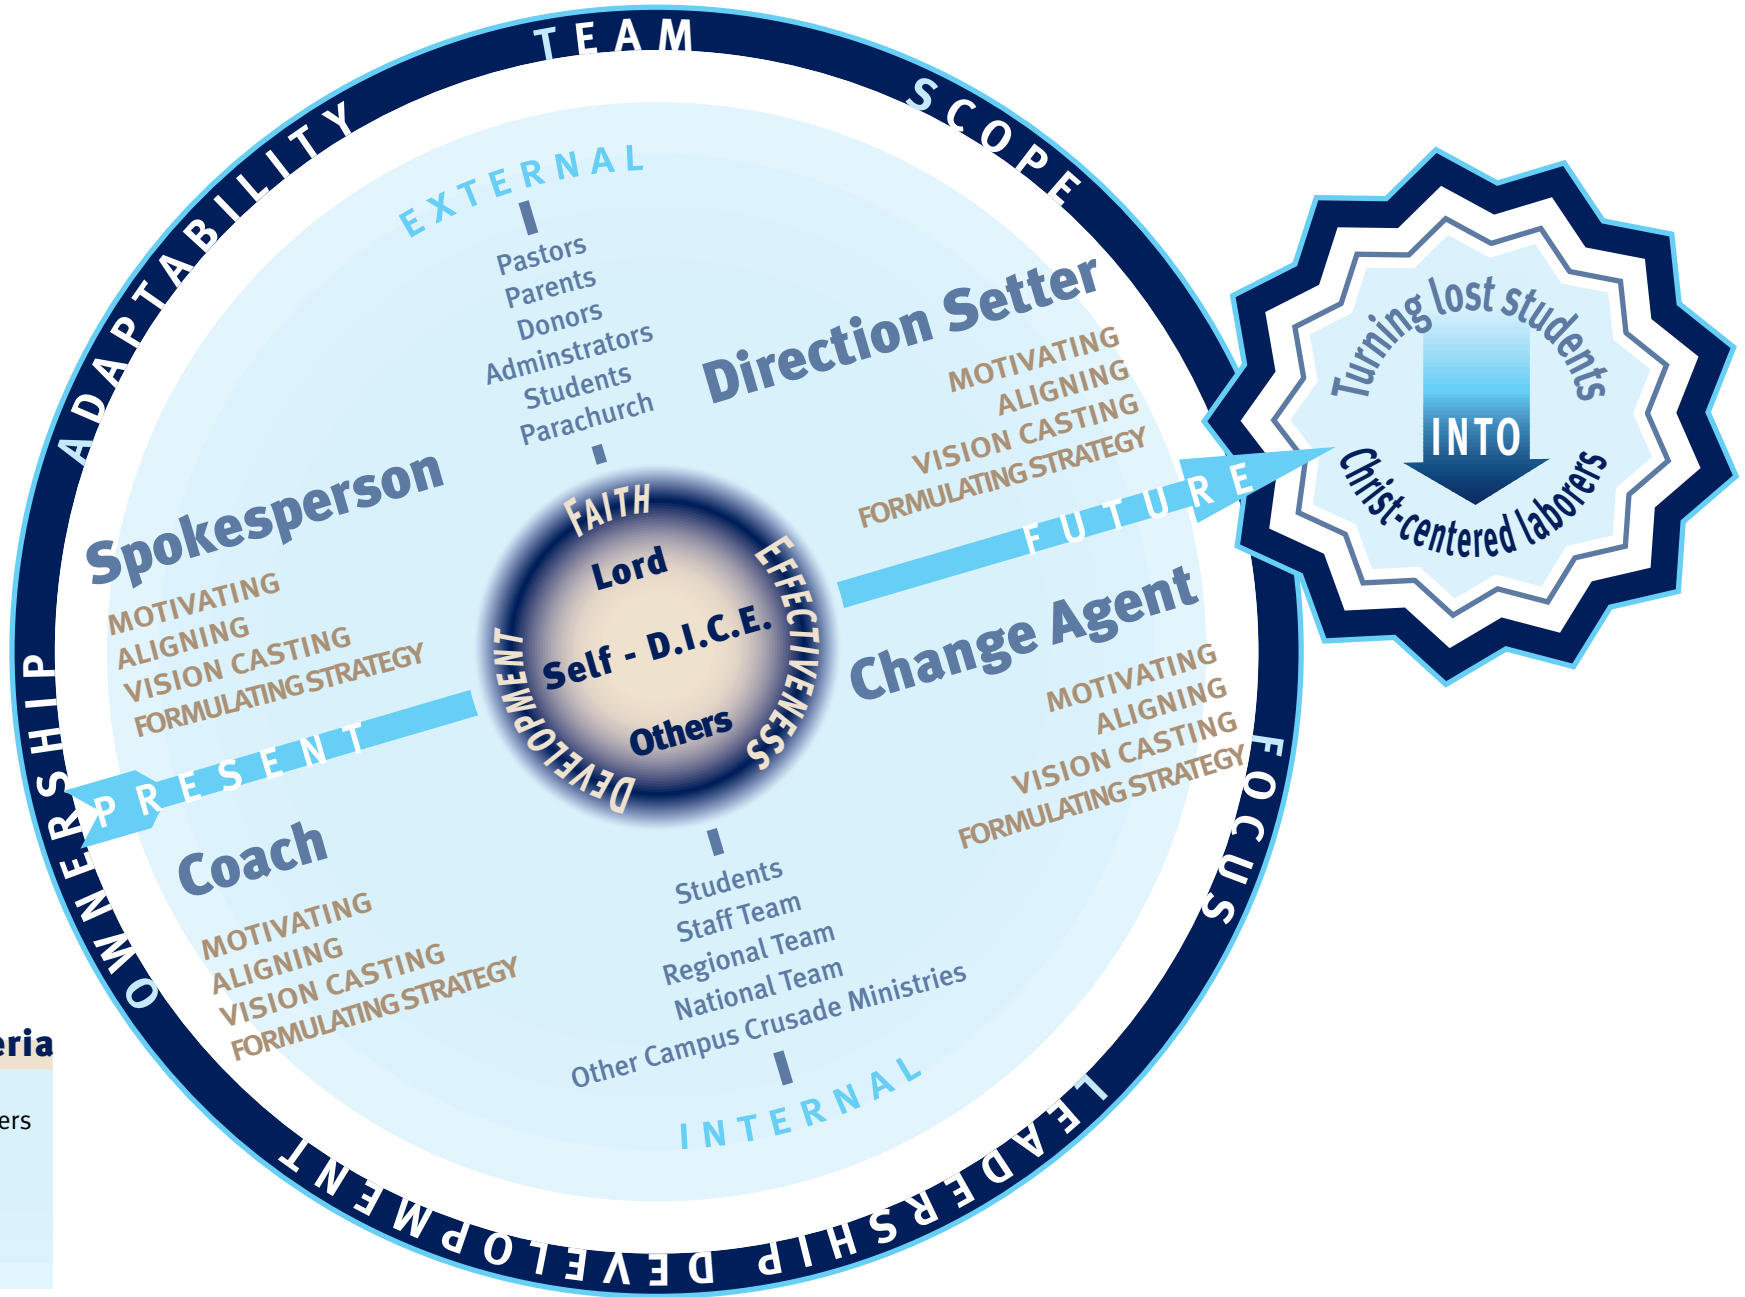 TEAM
SCOPE
ADAPTABILITY
OWNERSHIP
FOCUS
LEADERSHIP DEVELOPMENT
EXTERNAL
Pastors
Parents
Donors
Adminstrators
Students
Parachurch
Direction Setter
MOTIVATING
ALIGNING
VISION CASTING
FORMULATING STRATEGY
Spokesperson
MOTIVATING
ALIGNING
VISION CASTING
FORMULATING STRATEGY
FAITH
EFFECTIVENESS
DEVELOPMENT
Lord
Self - D.I.C.E.
Others
FUTURE
PRESENT
Change Agent
MOTIVATING
ALIGNING
VISION CASTING
FORMULATING STRATEGY
Coach
MOTIVATING
ALIGNING
VISION CASTING
FORMULATING STRATEGY
Students
Staff Team
Regional Team
National Team
Other Campus Crusade Ministries
INTERNAL
Turning lost students
INTO
Christ-centered laborers
eria
ers